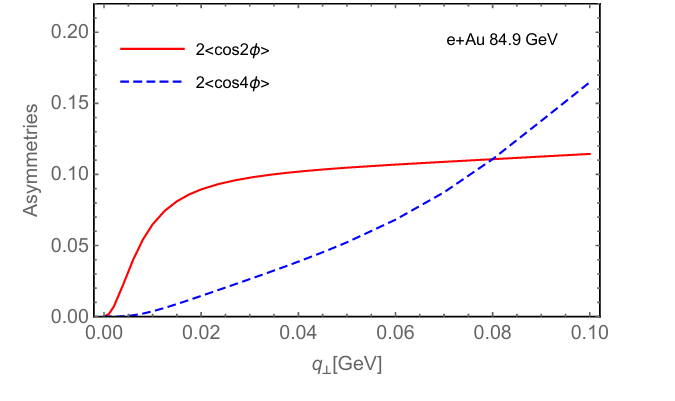 e+Au 84.9 GeV
2<cos2ϕ>
2<cos4ϕ>
Asymmetries
0.20
0.15
0.10
0.05
0.00
0.00 0.02 0.04 0.06 0.08 0.10
q⊥[GeV]